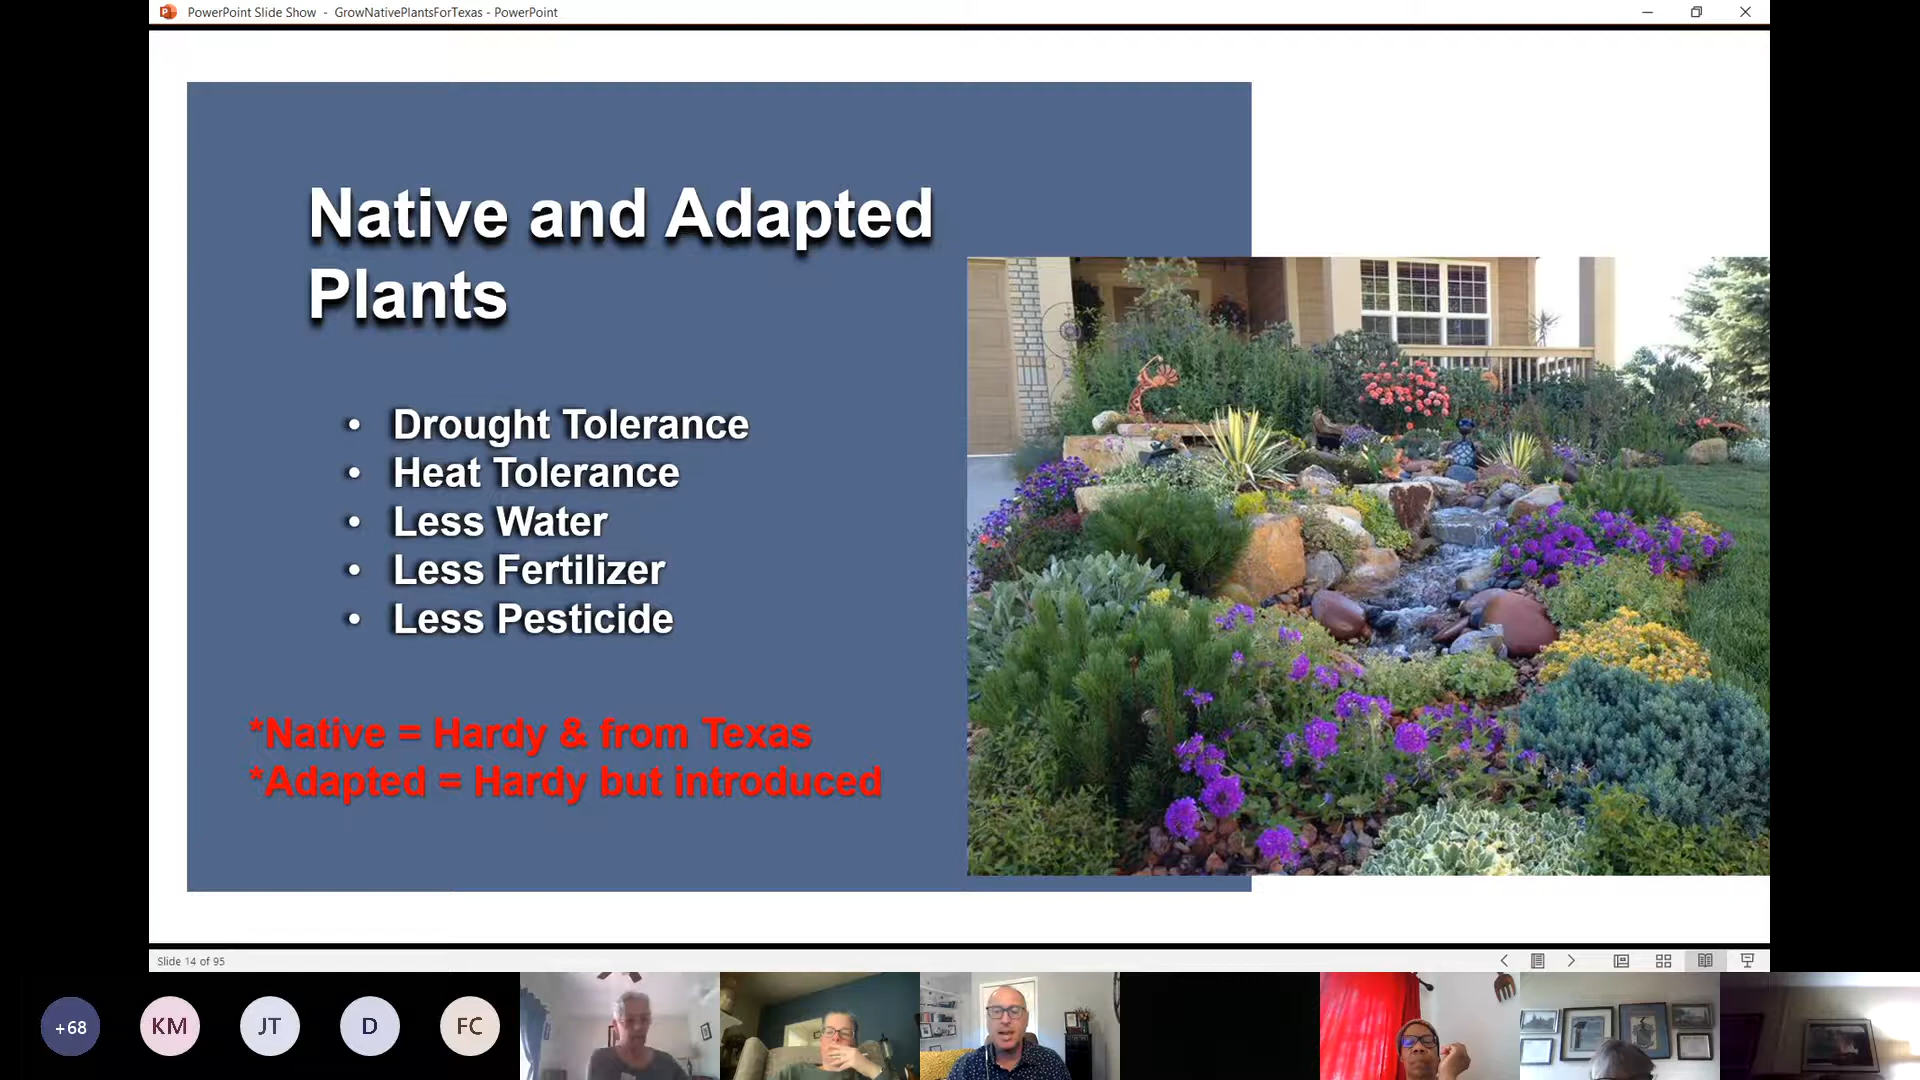 PowerPoint Slide Show - GrowNativePlantsForTexas - PowerPoint
Native and Adapted
Plants
• Drought Tolerance
• Heat Tolerance
• Less Water
• Less Fertilizer
• Less Pesticide
*Native = Hardy & from Texas
*Adapted = Hardy but introduced
Slide 14 of 95
+68 KM JT D FC